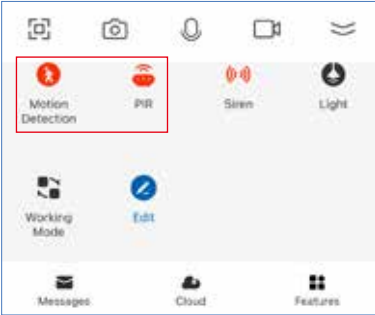 Motion
Detection
PIR
Siren
Light
Working
Mode
Edit
Messages
Cloud
Features